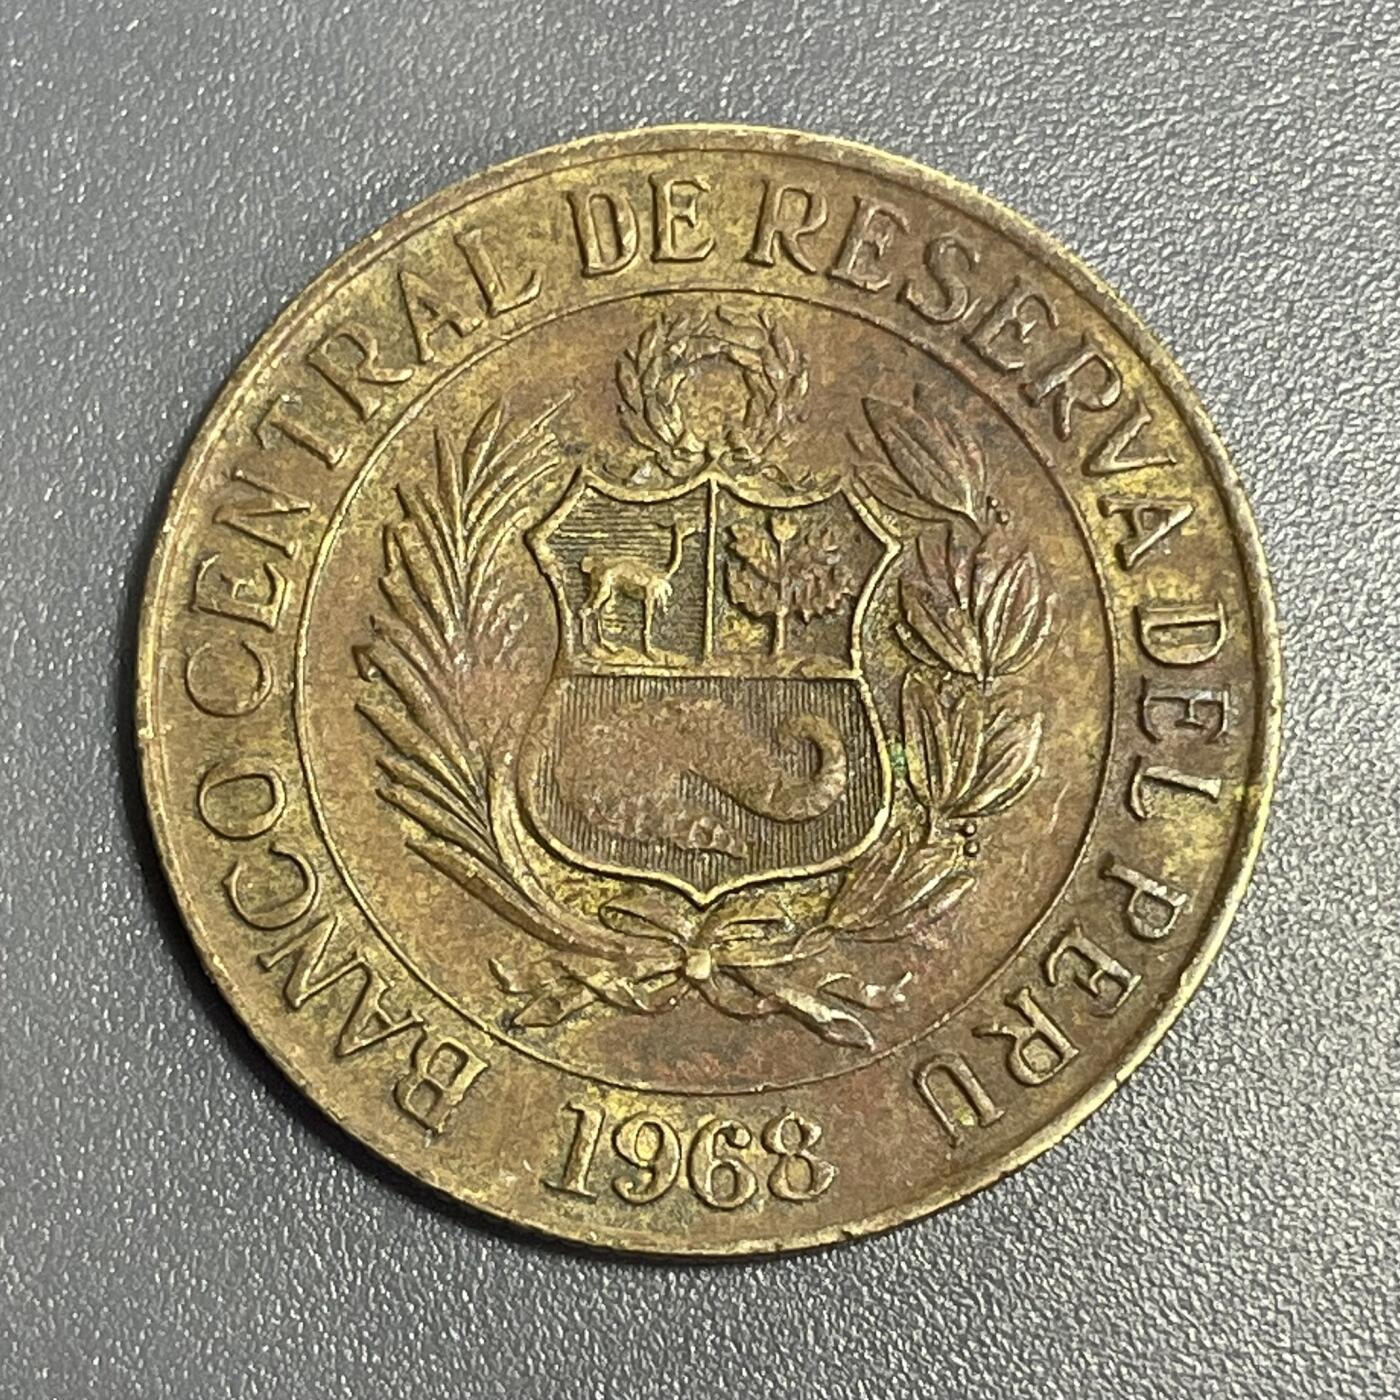 BANCO CENTRAL DE RESERVA DEL PERU
1968